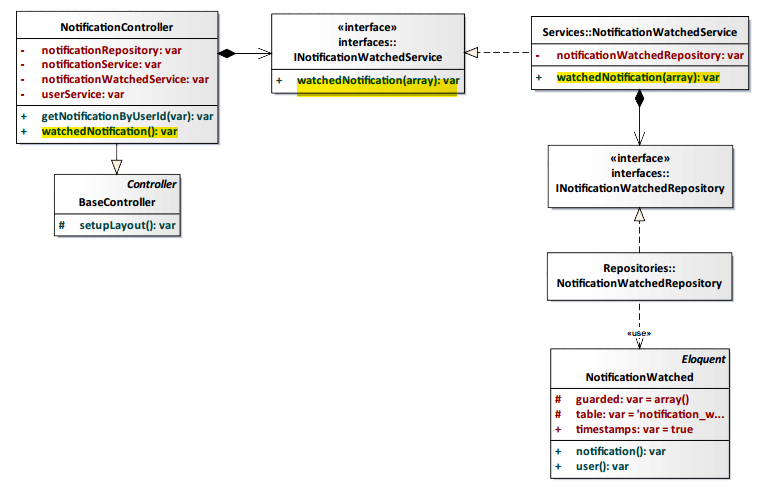 NotificationController
- notificationRepository: var
- notificationService: var
- notificationWatchedService: var
- userService: var
+ getNotificationByUserId(var): var
+ watchedNotification(): var
«interface»
interfaces::
INotificationWatchedService
+ watchedNotification(array): var
Services::NotificationWatchedService
- notificationWatchedRepository: var
+ watchedNotification(array): var
Controller
BaseController
# setupLayout(): var
«interface»
interfaces::
INotificationWatchedRepository
Repositories::
NotificationWatchedRepository
«use»
Eloquent
NotificationWatched
# guarded: var = array()
# table: var = 'notification_w...
+ timestamps: var = true
+ notification(): var
+ user(): var